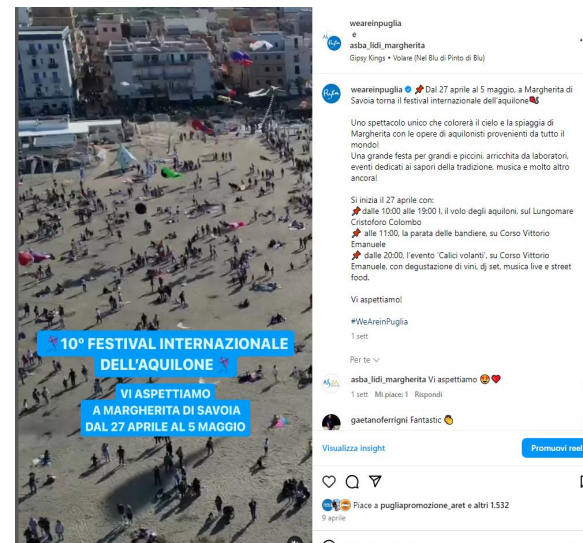 10° FESTIVAL INTERNAZIONALE
DELL'AQUILONE
VI ASPETTIAMO
A MARGHERITA DI SAVOIA
DAL 27 APRILE AL 5 MAGGIO
weareinpuglia
e
asba_lidi_margherita
Gipsy Kings • Volare (Nel Blu di Pinto di Blu)
weareinpuglia 📌 Dal 27 aprile al 5 maggio, a Margherita di
Savoia torna il festival internazionale dell'aquilone
Uno spettacolo unico che colorerà il cielo e la spiaggia di
Margherita con le opere di aquilonisti provenienti da tutto il
mondo!
Una grande festa per grandi e piccini, arricchita da laboratori,
eventi dedicati ai sapori della tradizione, musica e molto altro
ancora!
Si inizia il 27 aprile con:
📌 dalle 10:00 alle 19:00 l, il volo degli aquiloni, sul Lungomare
Cristoforo Colombo
📌 alle 11:00, la parata delle bandiere, su Corso Vittorio
Emanuele
📌 dalle 20:00, l'evento 'Calici volanti', su Corso Vittorio
Emanuele, con degustazione di vini, dj set, musica live e street
food.
Vi aspettiamo!
#WeAreinPuglia
1 sett
Per te
asba_lidi_margherita Vi aspettiamo 😍❤️
1 sett Mi piace: 1 Rispondi
gaetanoferrigni Fantastic 👏
Visualizza insight
Promuovi reel
Piace a pugliapromozione_aret e altri 1.532
9 aprile